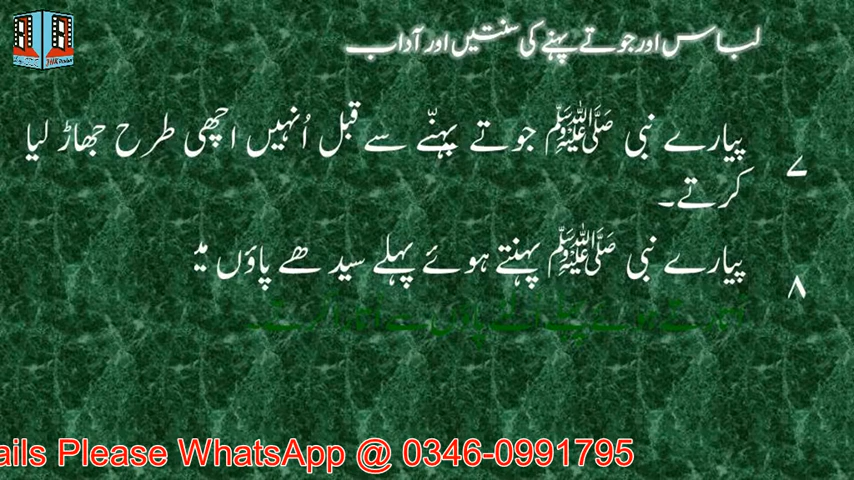 لباس اور جوتے پہننے کی سنتیں اور آداب
۷ پیارے نبی ﷺ جوتے پہنّے سے قبل اُنہیں اچھی طرح جھاڑ لیا
کرتے۔
۸ پیارے نبی ﷺ پہنتے ہوئے پہلے سیدھے پاؤں
ails Please WhatsApp @ 0346-0991795